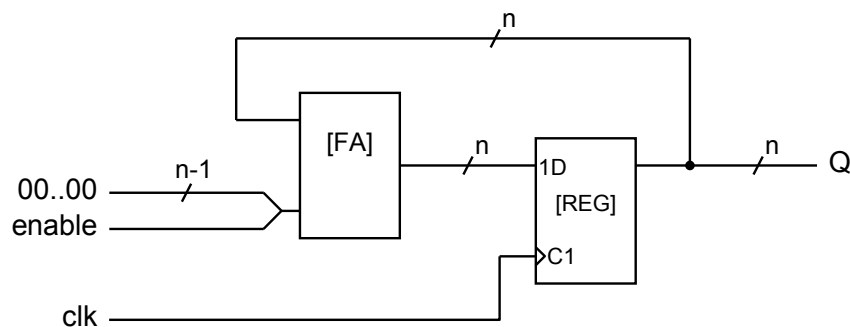 n
[FA]
n
n
n-1
1D
Q
00..00
[REG]
enable
C1
clk